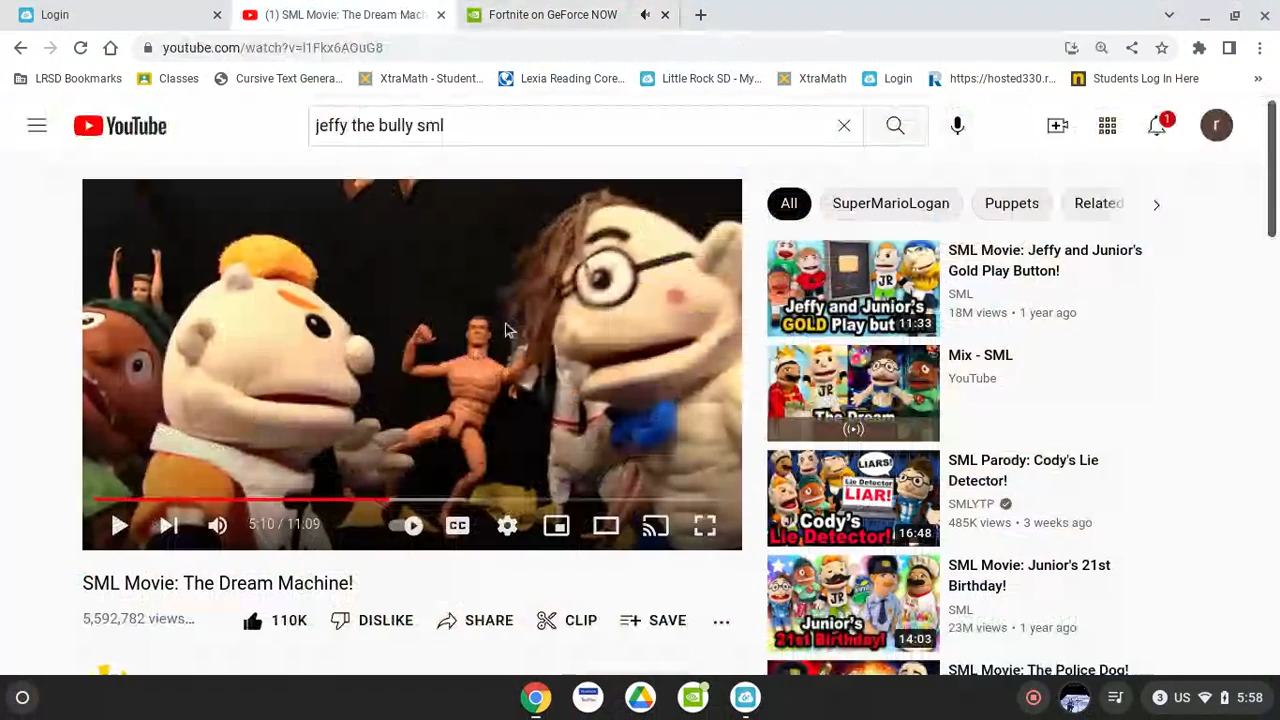 Login
(1) SML Movie: The Dream Mach
Fortnite on GeForce NOW
youtube.com/watch?v=l1Fkx6AOuG8
LRSD Bookmarks
Classes
Cursive Text Genera...
XtraMath - Student...
Lexia Reading Core...
Little Rock SD - My...
XtraMath
Login
https://hosted330.r...
Students Log In Here
»
YouTube
jeffy the bully sml
1
r
All
SuperMarioLogan
Puppets
Related
Jeffy and Junior's
GOLD Play but
11:33
JR
SML Movie: Jeffy and Junior's
Gold Play Button!
SML
18M views • 1 year ago
The Dream
Mix - SML
YouTube
LIARS!
Lie Detector
LIAR!
Cody's
Lie Detector!
16:48
SML Parody: Cody's Lie
Detector!
SMLYTP
485K views • 3 weeks ago
JR
Junior's
21st Birthday!
14:03
SML Movie: Junior's 21st
Birthday!
SML
23M views • 1 year ago
SML Movie: The Police Dog!
5:10 / 11:09
CC
SML Movie: The Dream Machine!
5,592,782 views...
110K
DISLIKE
SHARE
CLIP
SAVE
3
US
5:58